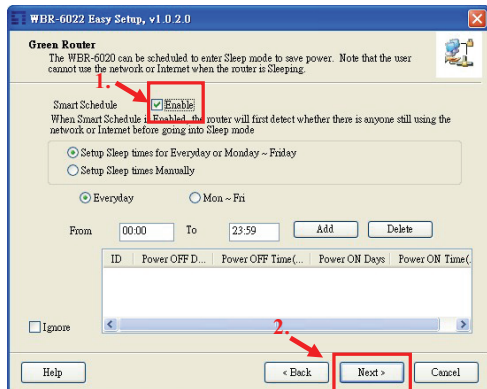 WBR-6022 Easy Setup, v1.0.2.0
Green Router
The WBR-6020 can be scheduled to enter Sleep mode to save power. Note that the user
cannot use the network or Internet when the router is Sleeping.
1.
Smart Schedule Enable
When Smart Schedule is Enabled, the router will first detect whether there is anyone still using the
network or Internet before going into Sleep mode
Setup Sleep times for Everyday or Monday ~ Friday
Setup Sleep times Manually
Everyday Mon ~ Fri
From 00:00 To 23:59 Add Delete
ID Power OFF D... Power OFF Time(... Power ON Days Power ON Time(.
Ignore
2.
Help < Back Next > Cancel